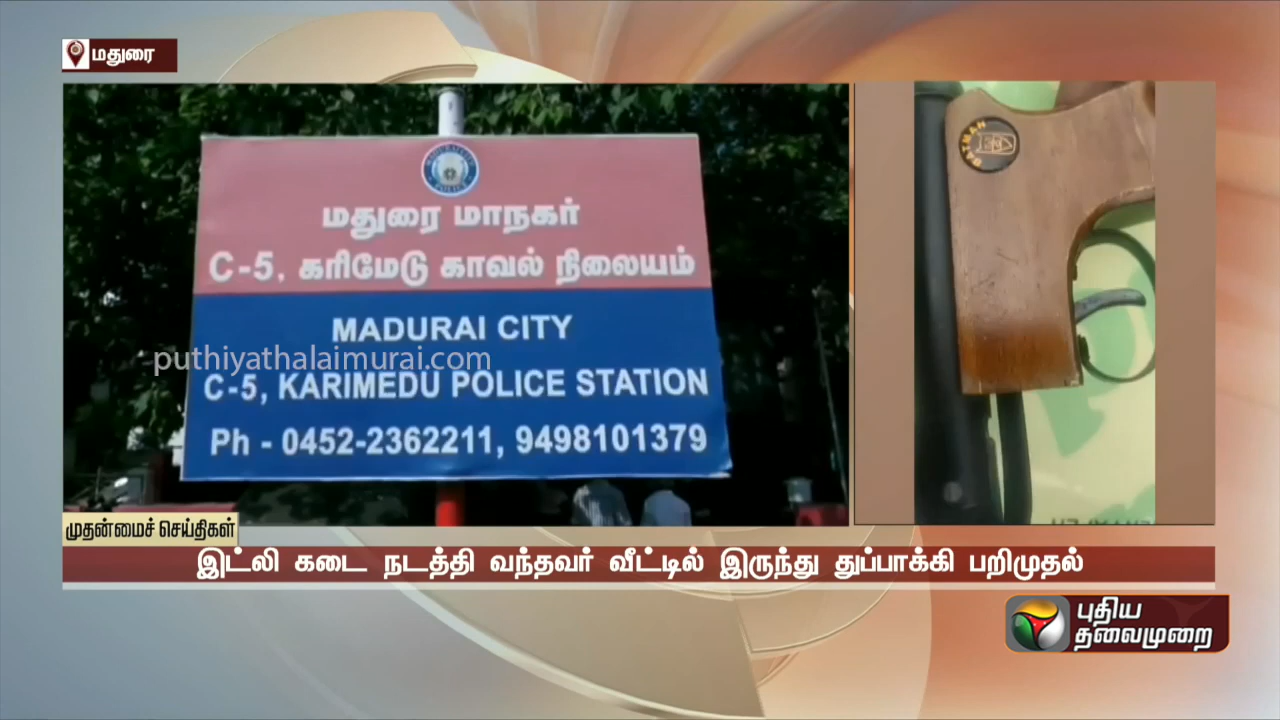 மதுரை
மதுரை மாநகர்
C-5, கரிமேடு காவல் நிலையம்
MADURAI CITY
puthiyathalaimurai.com
C-5, KARIMEDU POLICE STATION
Ph - 0452-2362211, 9498101379
BATMAN
முதன்மைச் செய்திகள்
இட்லி கடை நடத்தி வந்தவர் வீட்டில் இருந்து துப்பாக்கி பறிமுதல்
புதிய
தலைமுறை